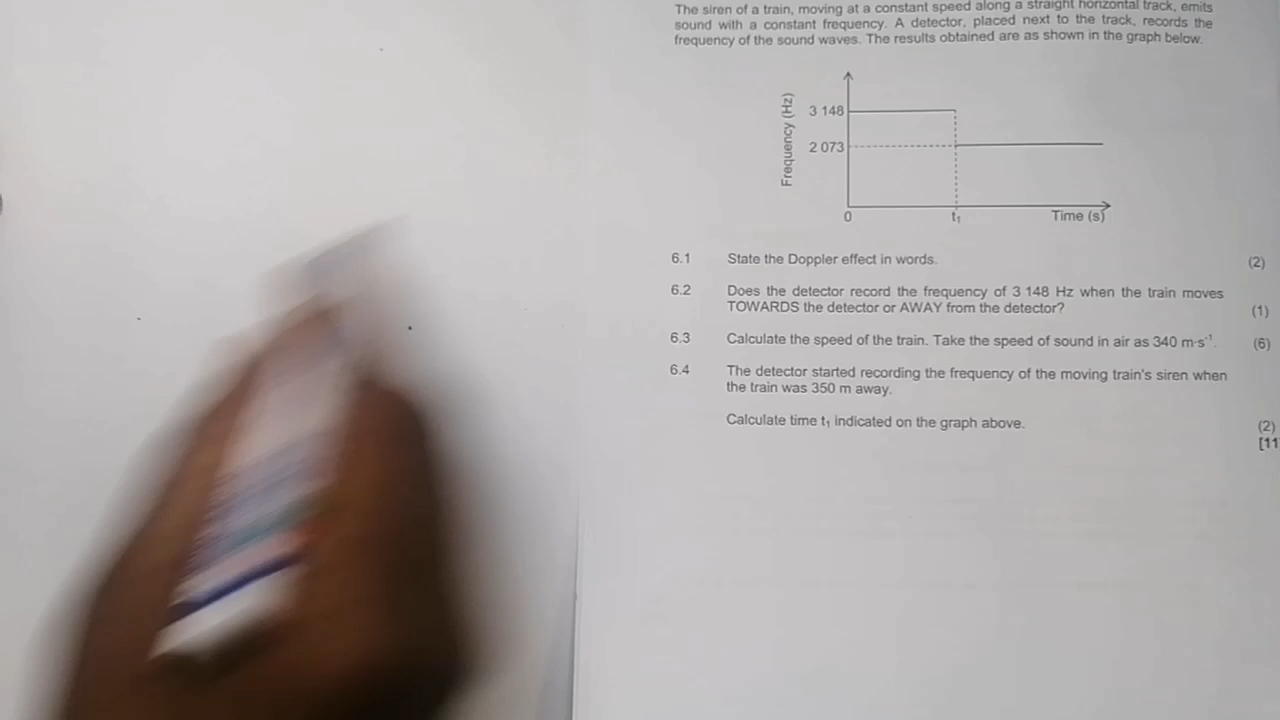 The siren of a train, moving at a constant speed along a straight horizontal track, emits
sound with a constant frequency. A detector, placed next to the track, records the
frequency of the sound waves. The results obtained are as shown in the graph below.
Frequency (Hz)
3 148
2 073
0
t₁
Time (s)
6.1 State the Doppler effect in words. (2)
6.2 Does the detector record the frequency of 3 148 Hz when the train moves
TOWARDS the detector or AWAY from the detector? (1)
6.3 Calculate the speed of the train. Take the speed of sound in air as 340 m·s⁻¹. (6)
6.4 The detector started recording the frequency of the moving train's siren when
the train was 350 m away.
Calculate time t₁ indicated on the graph above. (2)
[11